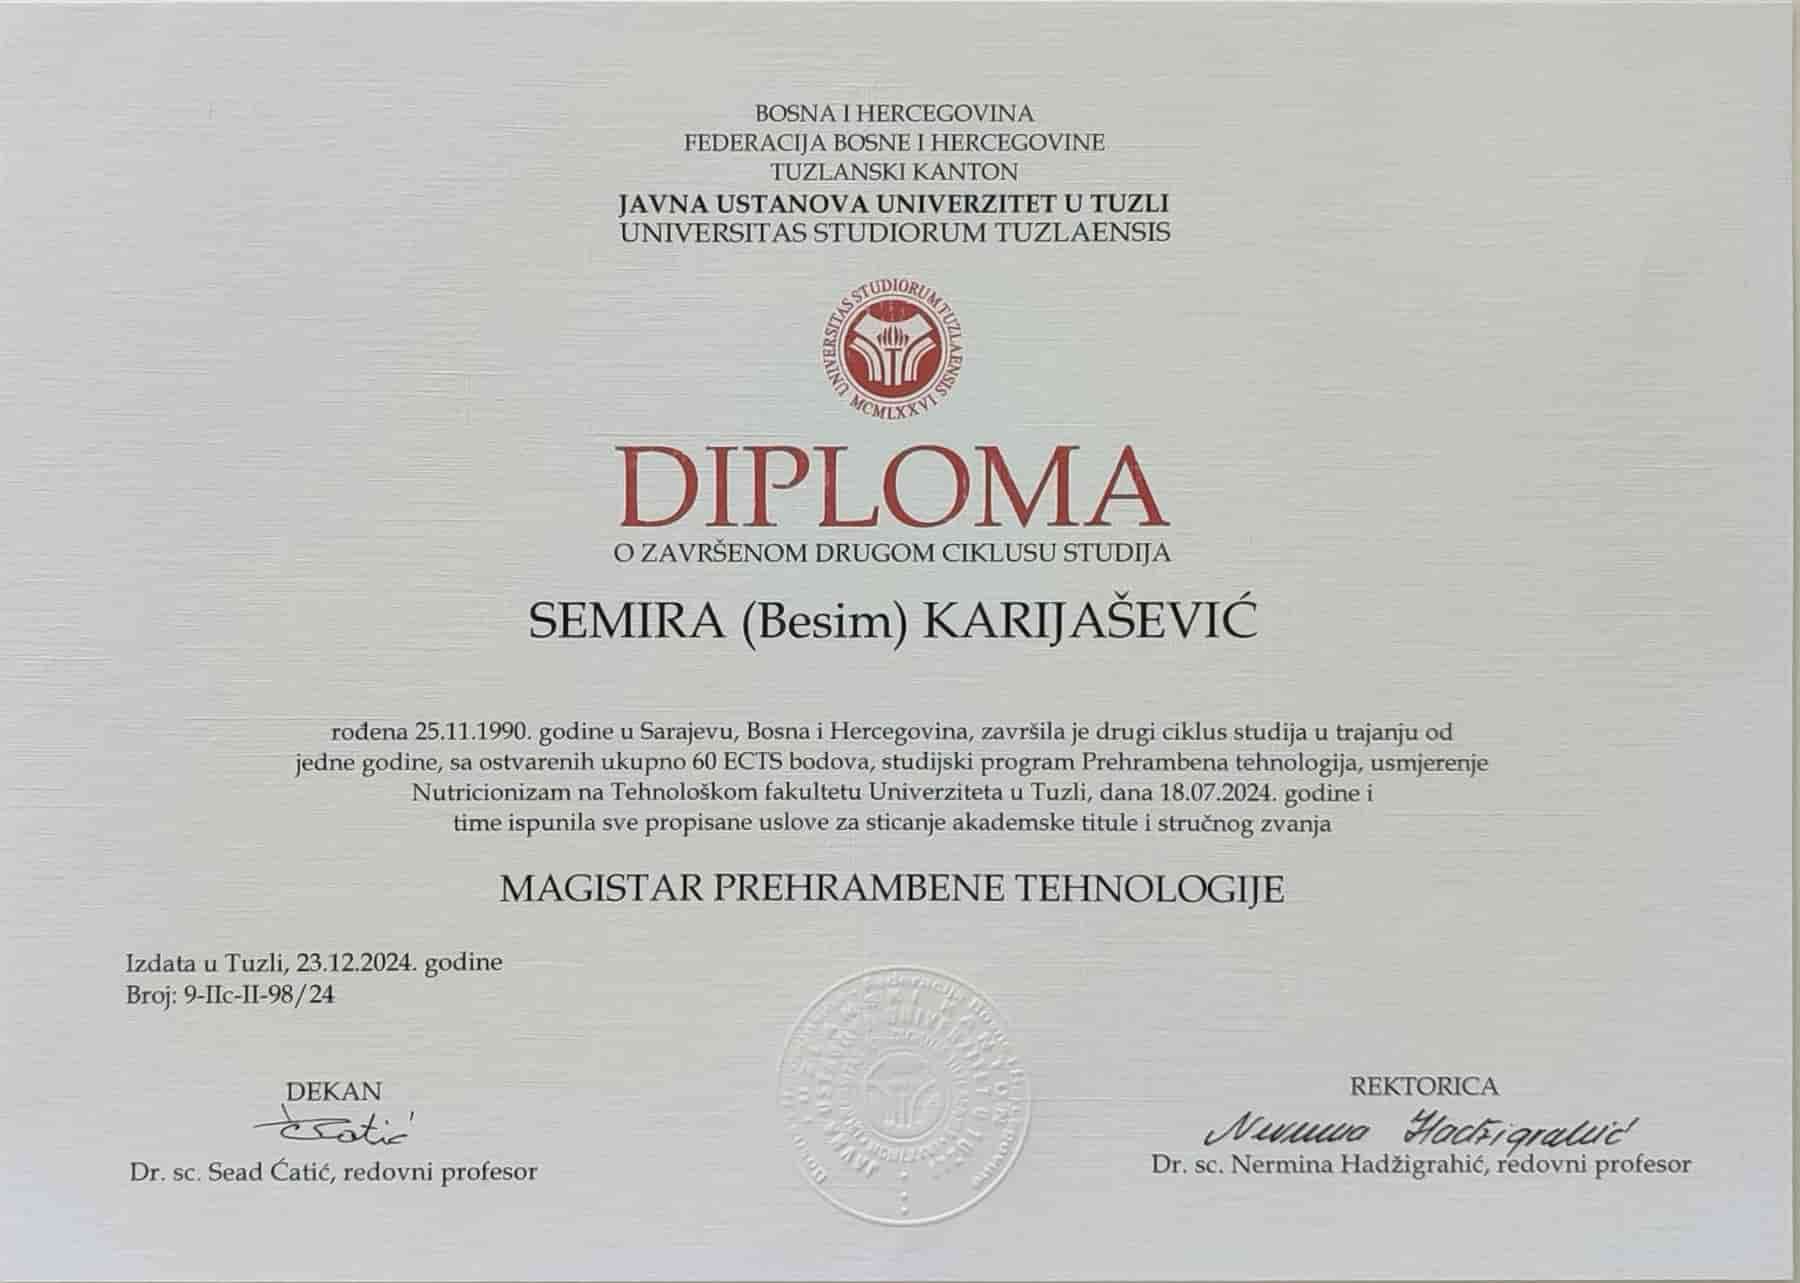 BOSNA I HERCEGOVINA
FEDERACIJA BOSNE I HERCEGOVINE
TUZLANSKI KANTON
JAVNA USTANOVA UNIVERZITET U TUZLI
UNIVERSITAS STUDIORUM TUZLAENSIS
UNIVERSITAS STUDIORUM TUZLAENSIS
MCMLXXVI
DIPLOMA
O ZAVRŠENOM DRUGOM CIKLUSU STUDIJA
SEMIRA (Besim) KARIJAŠEVIĆ
rođena 25.11.1990. godine u Sarajevu, Bosna i Hercegovina, završila je drugi ciklus studija u trajanju od
jedne godine, sa ostvarenih ukupno 60 ECTS bodova, studijski program Prehrambena tehnologija, usmjerenje
Nutricionizam na Tehnološkom fakultetu Univerziteta u Tuzli, dana 18.07.2024. godine i
time ispunila sve propisane uslove za sticanje akademske titule i stručnog zvanja
MAGISTAR PREHRAMBENE TEHNOLOGIJE
Izdata u Tuzli, 23.12.2024. godine
Broj: 9-IIc-II-98/24
DEKAN
Dr. sc. Sead Ćatić, redovni profesor
REKTORICA
Nermina Hadžigrahić
Dr. sc. Nermina Hadžigrahić, redovni profesor